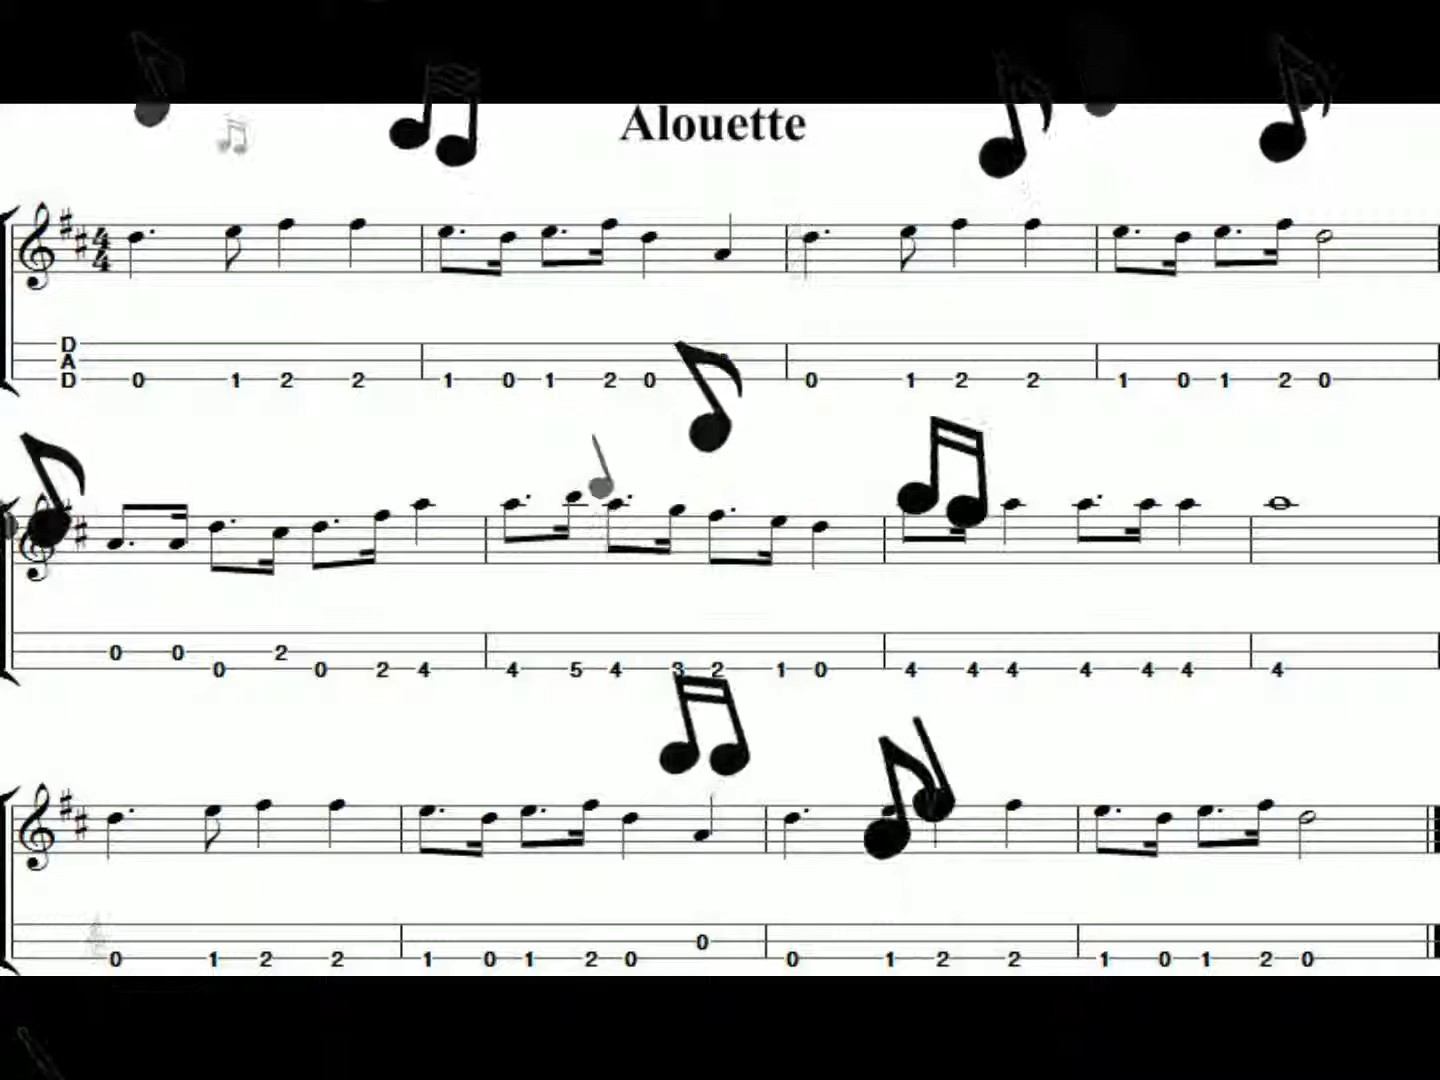 Alouette
4
4
D
A
D 0 1 2 2 1 0 1 2 0 0 1 2 2 1 0 1 2 0
0 0 2
0 0 2 4 4 5 4 3 2 1 0 4 4 4 4 4 4 4
0
0 1 2 2 1 0 1 2 0 0 1 2 2 1 0 1 2 0